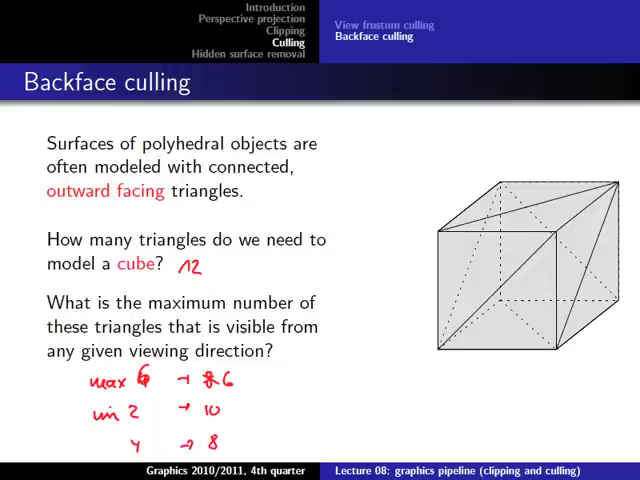 Introduction
Perspective projection
Clipping
Culling
Hidden surface removal
View frustum culling
Backface culling
Backface culling
Surfaces of polyhedral objects are
often modeled with connected,
outward facing triangles.
How many triangles do we need to
model a cube? 12
What is the maximum number of
these triangles that is visible from
any given viewing direction?
max 6 → 6
min 2 → 10
4 → 8
Graphics 2010/2011, 4th quarter
Lecture 08: graphics pipeline (clipping and culling)